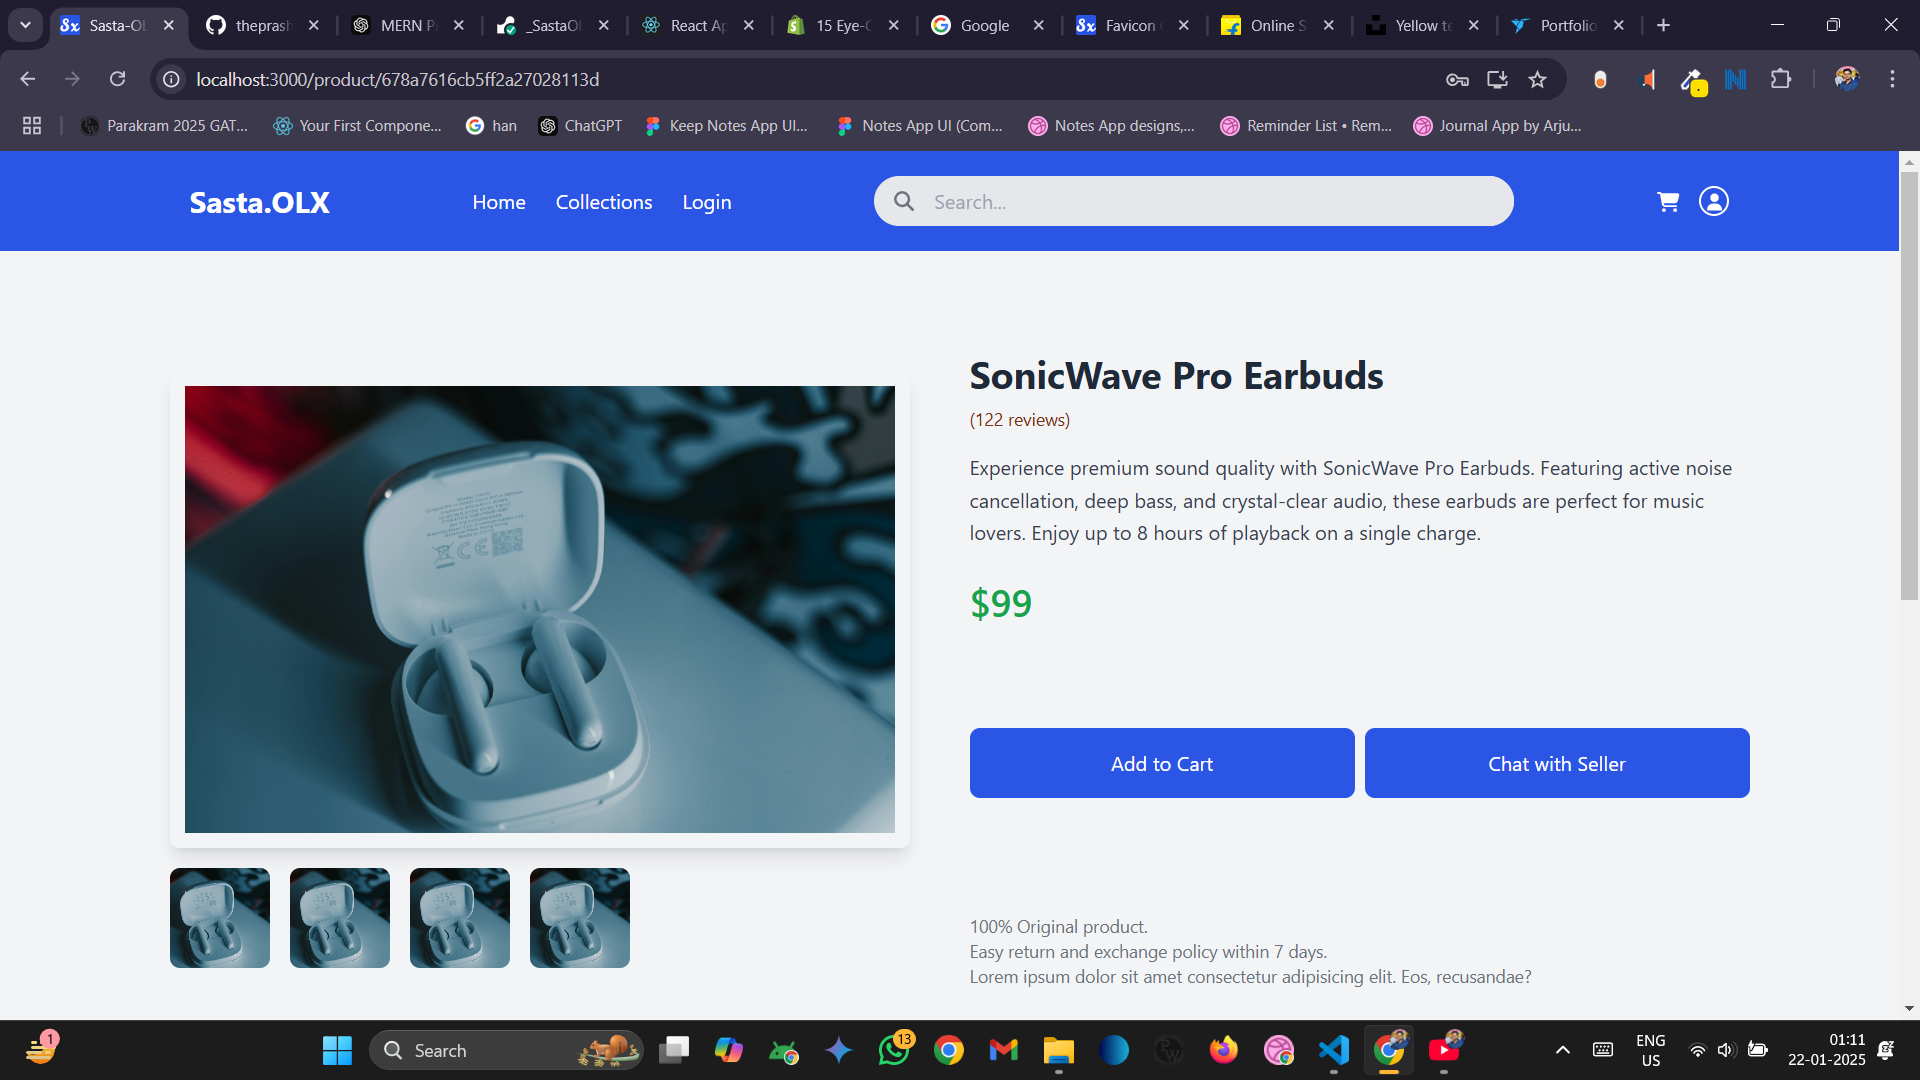 Sasta-OL
theprash
MERN P
_SastaOl
React Ap
15 Eye-C
Google
Favicon
Online S
Yellow te
Portfolio
localhost:3000/product/678a7616cb5ff2a27028113d
Parakram 2025 GAT...
Your First Compone...
han
ChatGPT
Keep Notes App UI...
Notes App UI (Com...
Notes App designs,...
Reminder List • Rem...
Journal App by Arju...
Sasta.OLX
Home
Collections
Login
Search...
SonicWave Pro Earbuds
(122 reviews)
Experience premium sound quality with SonicWave Pro Earbuds. Featuring active noise
cancellation, deep bass, and crystal-clear audio, these earbuds are perfect for music
lovers. Enjoy up to 8 hours of playback on a single charge.
$99
Add to Cart
Chat with Seller
100% Original product.
Easy return and exchange policy within 7 days.
Lorem ipsum dolor sit amet consectetur adipisicing elit. Eos, recusandae?
1
Search
13
ENG
US
01:11
22-01-2025